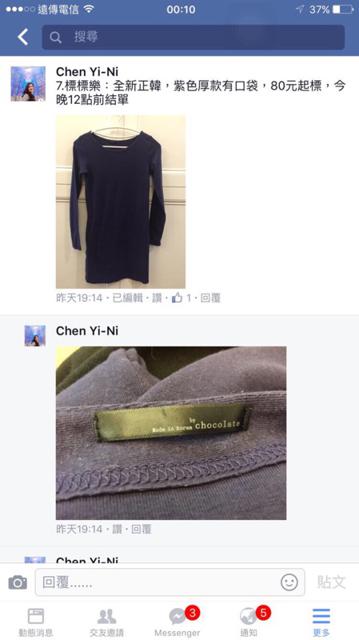 遠傳電信
00:10
37%
搜尋
Chen Yi-Ni
7.標標樂：全新正韓，紫色厚款有口袋，80元起標，今
晚12點前結單
昨天19:14・已編輯・讚・1・回覆
Chen Yi-Ni
by
Made in Korea chocolate
昨天19:14・讚・回覆
Chen Yi-Ni
回覆......
貼文
3
5
動態消息
交友邀請
Messenger
通知
更多